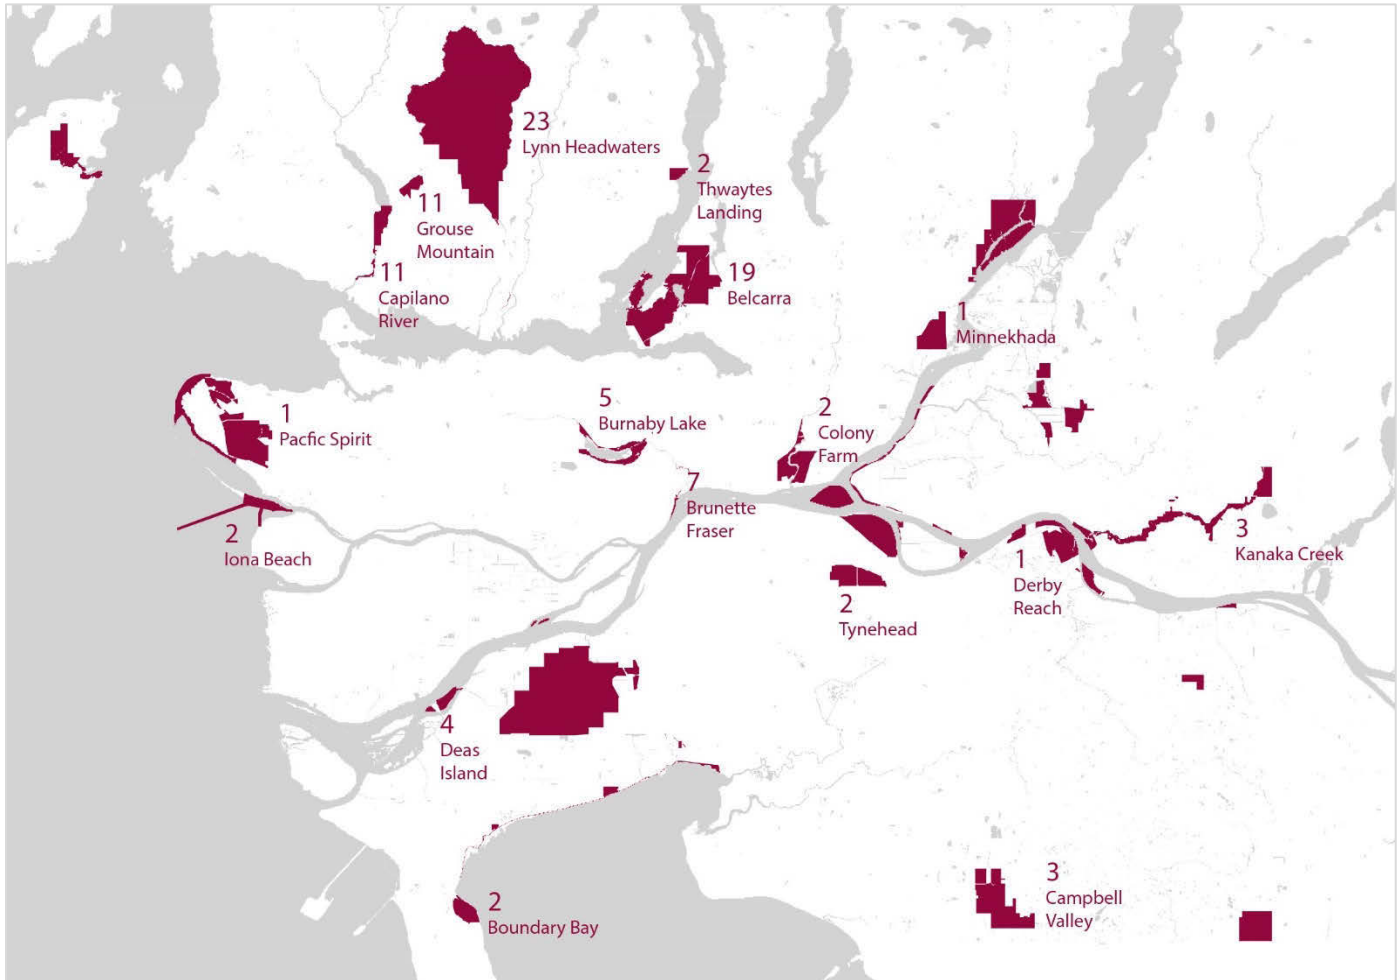 23
Lynn Headwaters
2
Thwaytes
Landing
11
Grouse
Mountain
11
Capilano
River
19
Belcarra
1
Minnekhada
1
Pacfic Spirit
5
Burnaby Lake
2
Colony
Farm
7
Brunette
Fraser
2
Iona Beach
3
Kanaka Creek
1
Derby
Reach
2
Tynehead
4
Deas
Island
3
Campbell
Valley
2
Boundary Bay